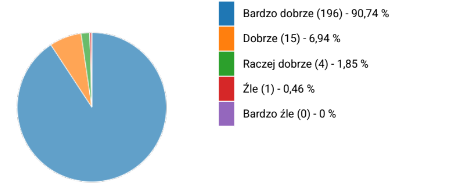 Bardzo dobrze (196) - 90,74 %
Dobrze (15) - 6,94 %
Raczej dobrze (4) - 1,85 %
Źle (1) - 0,46 %
Bardzo źle (0) - 0 %